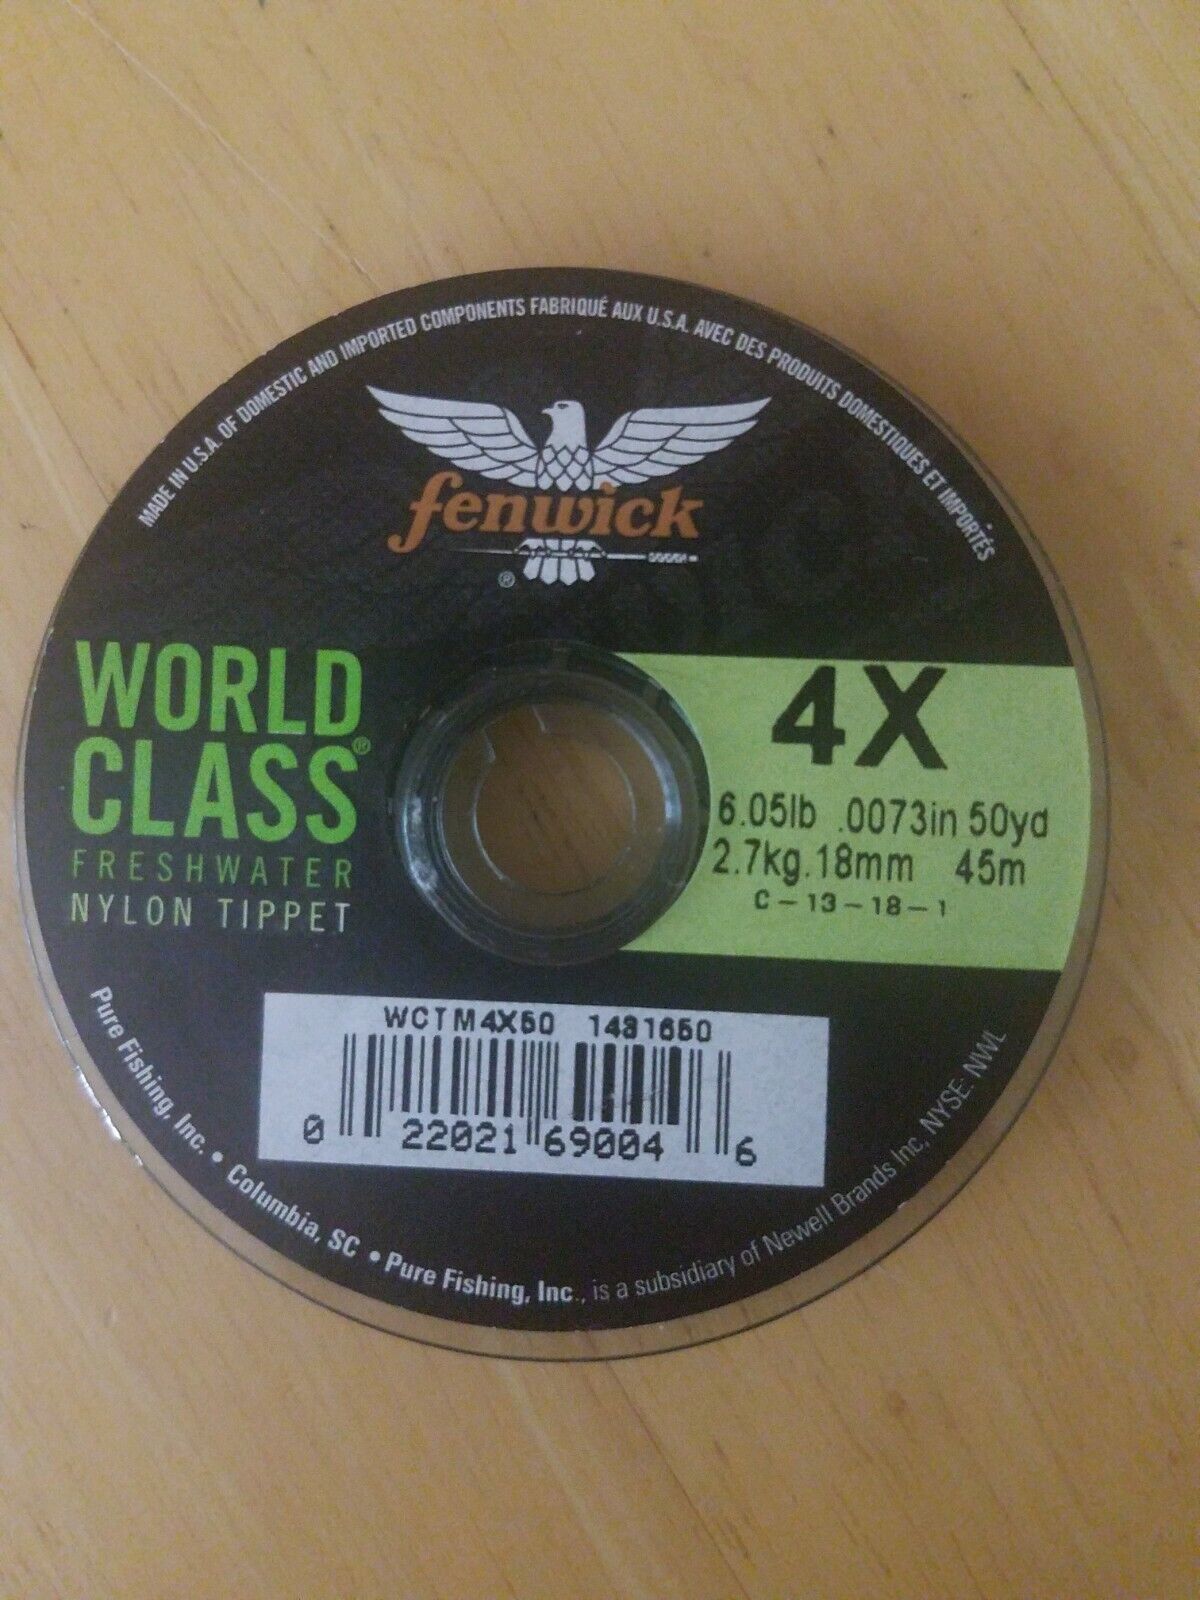 MADE IN U.S.A. OF DOMESTIC AND IMPORTED COMPONENTS FABRIQUÉ AUX U.S.A. AVEC DES PRODUITS DOMESTIQUES ET IMPORTÉS
fenwick
®
WORLD
CLASS®
FRESHWATER
NYLON TIPPET
4X
6.05lb .0073in 50yd
2.7kg .18mm 45m
C-13-18-1
WCTM4X50 1431650
0 22021 69004 6
Pure Fishing, Inc. • Columbia, SC • Pure Fishing, Inc., is a subsidiary of Newell Brands Inc, NYSE: NWL